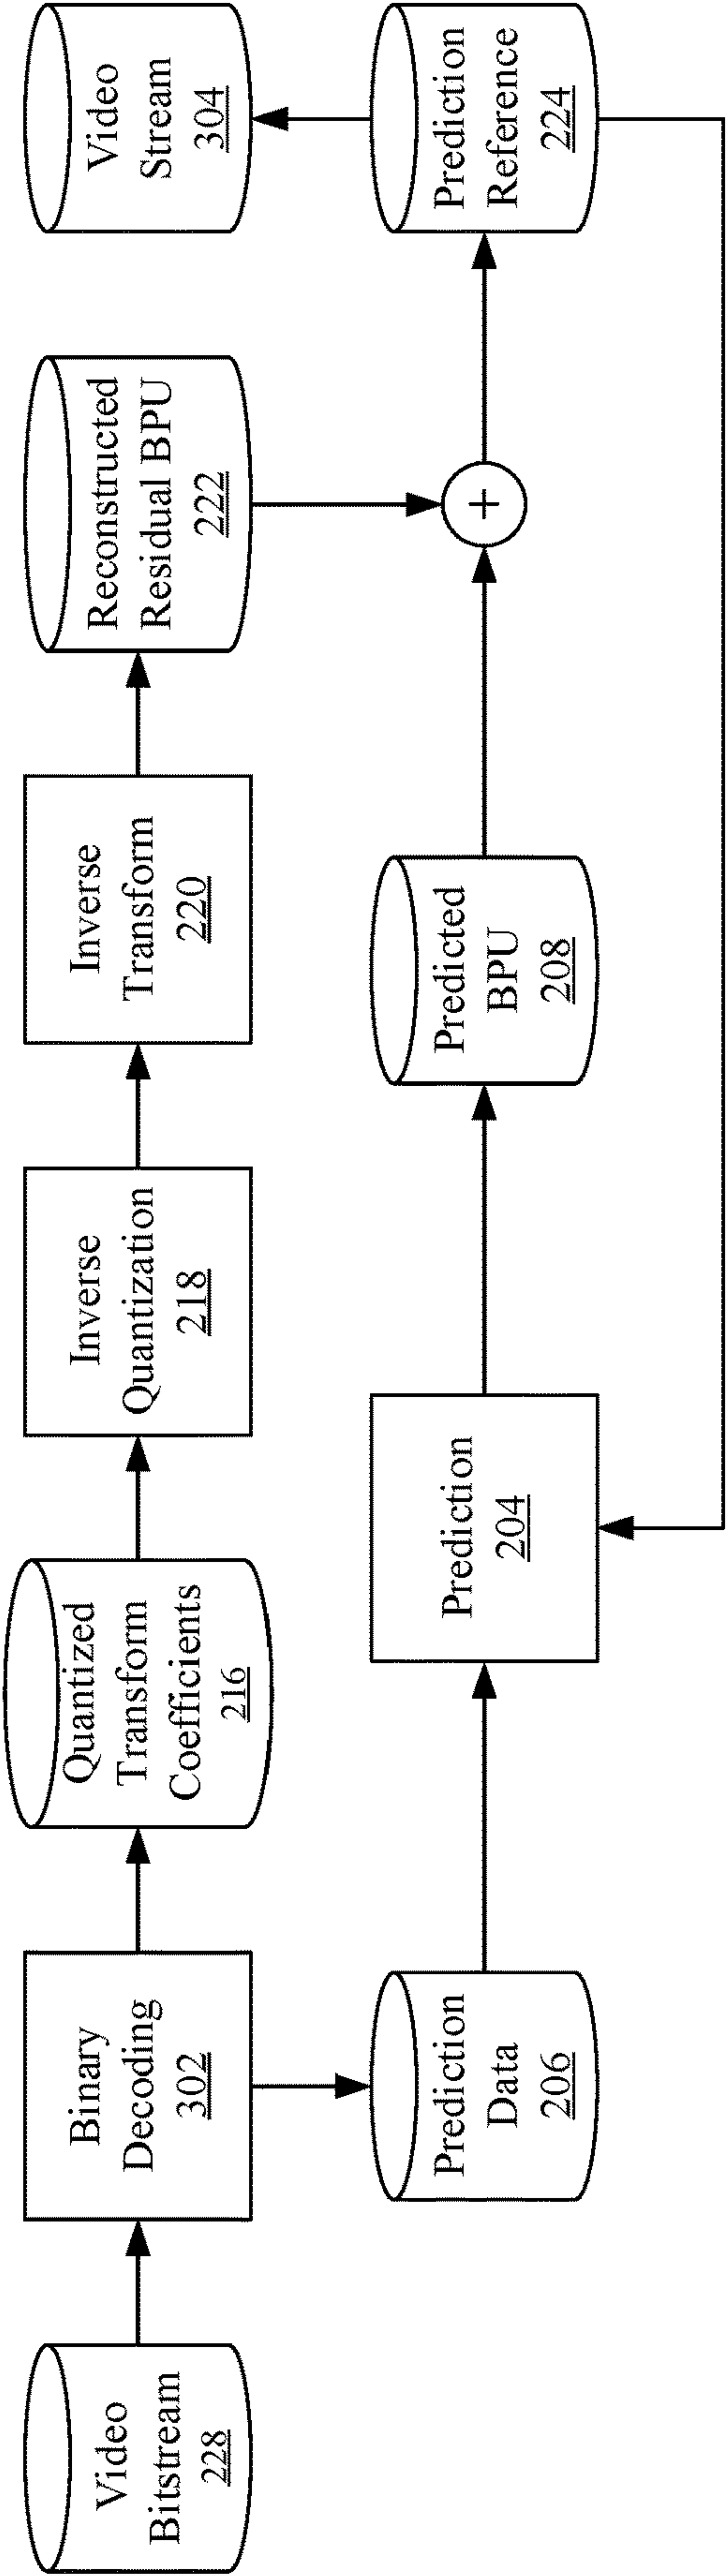 Video
Bitstream
228
Binary
Decoding
302
Quantized
Transform
Coefficients
216
Inverse
Quantization
218
Inverse
Transform
220
Reconstructed
Residual BPU
222
Video
Stream
304
Prediction
Data
206
Prediction
204
Predicted
BPU
208
+
Prediction
Reference
224